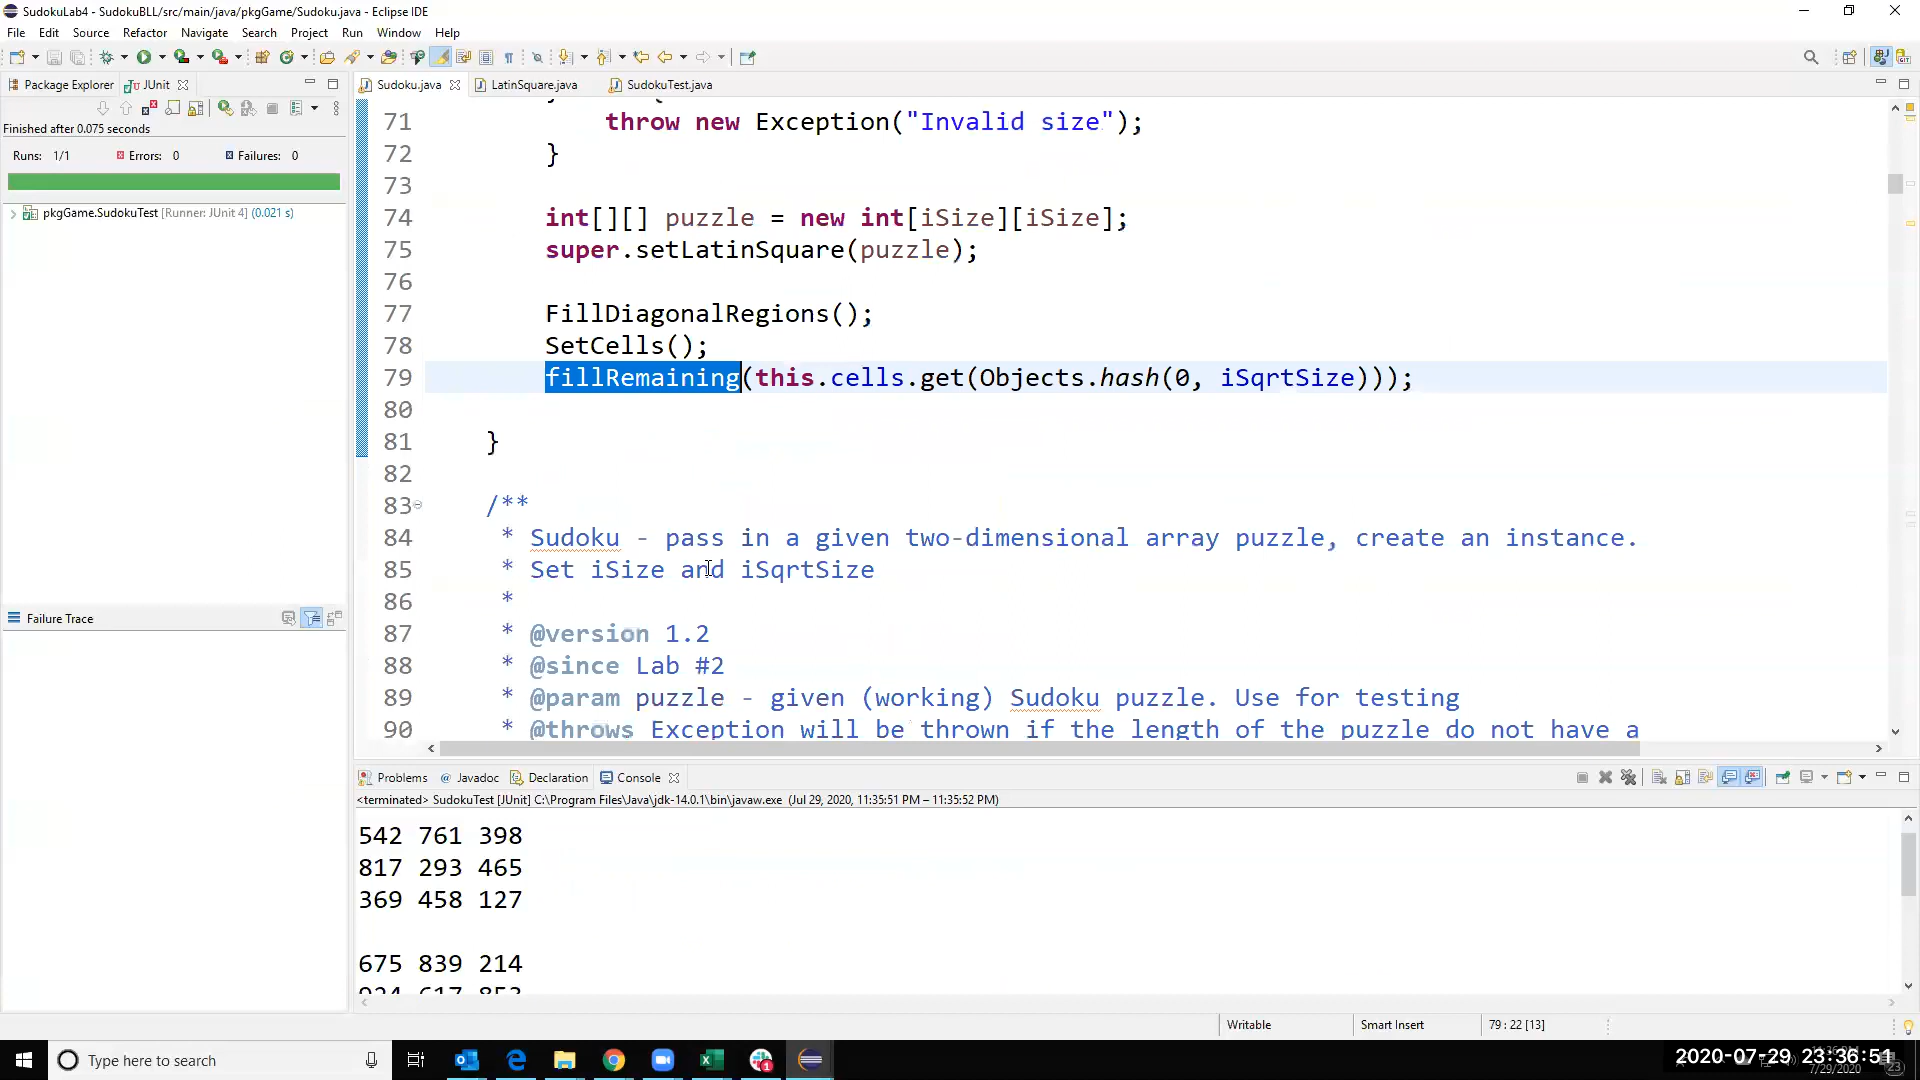 SudokuLab4 - SudokuBLL/src/main/java/pkgGame/Sudoku.java - Eclipse IDE
File Edit Source Refactor Navigate Search Project Run Window Help
Package Explorer JUnit
Sudoku.java LatinSquare.java SudokuTest.java
Finished after 0.075 seconds
Runs: 1/1 Errors: 0 Failures: 0
pkgGame.SudokuTest [Runner: JUnit 4] (0.021 s)
Failure Trace
71 throw new Exception("Invalid size");
72 }
73
74 int[][] puzzle = new int[iSize][iSize];
75 super.setLatinSquare(puzzle);
76
77 FillDiagonalRegions();
78 SetCells();
79 fillRemaining(this.cells.get(Objects.hash(0, iSqrtSize)));
80
81 }
82
83 /**
84 * Sudoku - pass in a given two-dimensional array puzzle, create an instance.
85 * Set iSize and iSqrtSize
86 *
87 * @version 1.2
88 * @since Lab #2
89 * @param puzzle - given (working) Sudoku puzzle. Use for testing
90 * @throws Exception will be thrown if the length of the puzzle do not have a
Problems Javadoc Declaration Console
<terminated> SudokuTest [JUnit] C:\Program Files\Java\jdk-14.0.1\bin\javaw.exe (Jul 29, 2020, 11:35:51 PM – 11:35:52 PM)
542 761 398
817 293 465
369 458 127
675 839 214
924 617 853
Writable Smart Insert 79 : 22 [13]
Type here to search
2020-07-29 23:36:51
7/29/2020